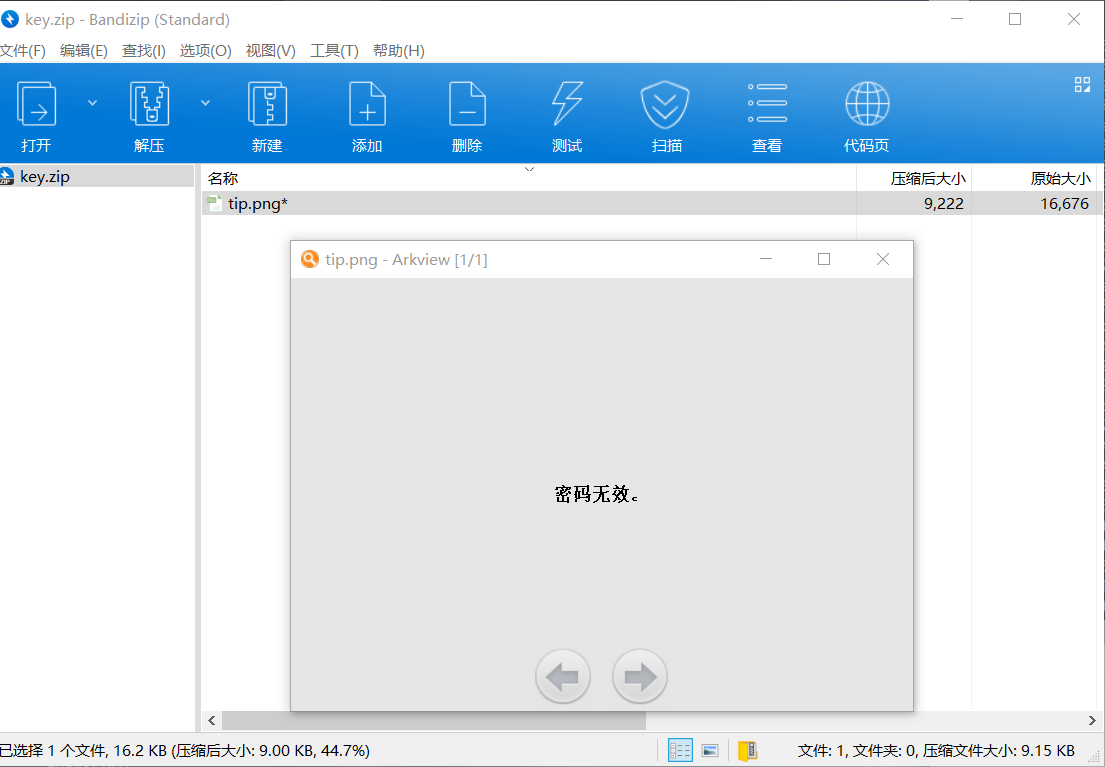 key.zip - Bandizip (Standard)
文件(F) 编辑(E) 查找(I) 选项(O) 视图(V) 工具(T) 帮助(H)
打开 解压 新建 添加 删除 测试 扫描 查看 代码页
key.zip
名称 压缩后大小 原始大小
tip.png* 9,222 16,676
tip.png - Arkview [1/1]
密码无效。
已选择 1 个文件, 16.2 KB (压缩后大小: 9.00 KB, 44.7%) 文件: 1, 文件夹: 0, 压缩文件大小: 9.15 KB